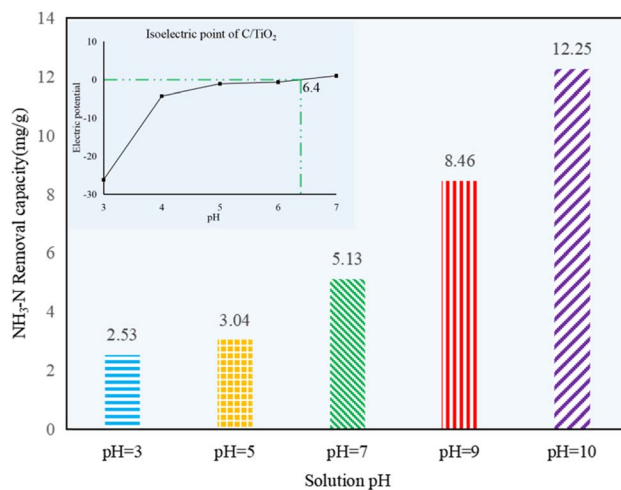 Isoelectric point of C/TiO₂
10
0
-10
-20
-30
Electric potential
6.4
3 4 5 6 7
pH
14
12
10
8
6
4
2
0
NH₃-N Removal capacity(mg/g)
2.53
3.04
5.13
8.46
12.25
pH=3 pH=5 pH=7 pH=9 pH=10
Solution pH